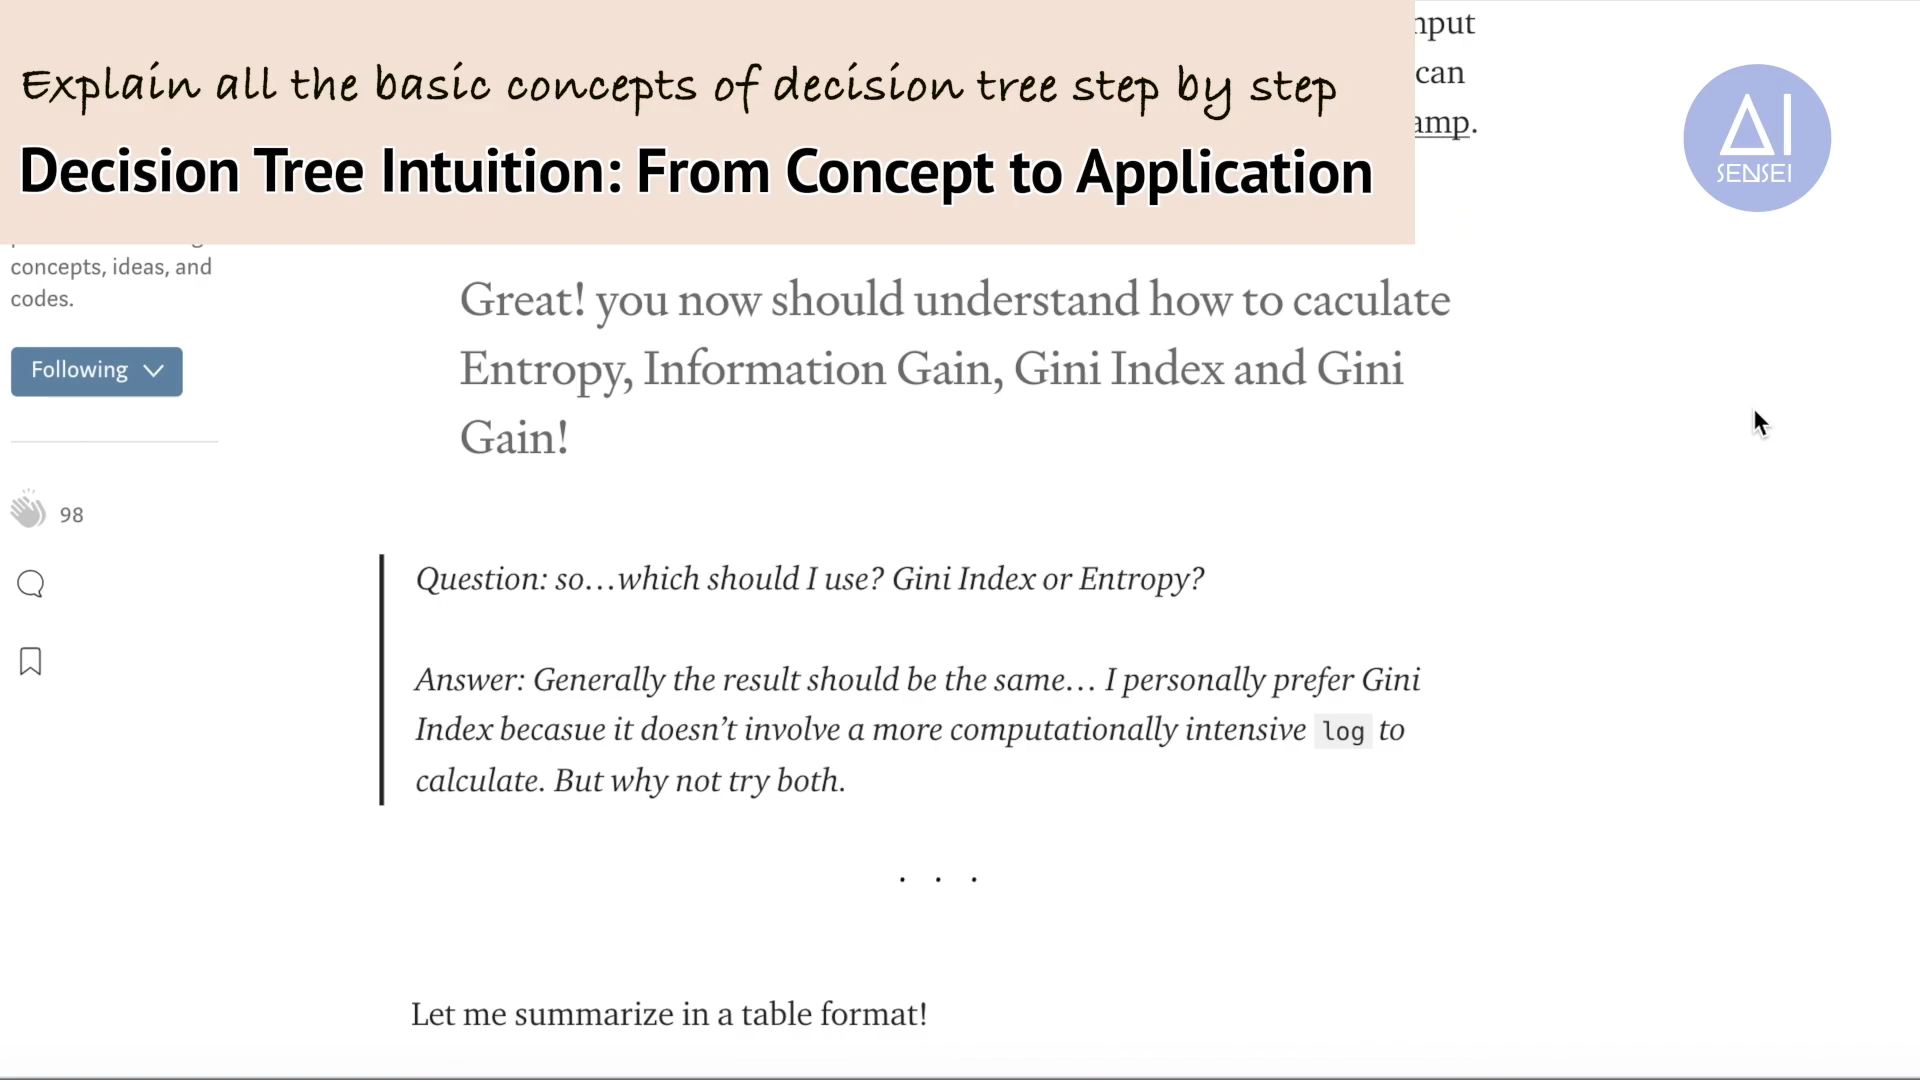 Explain all the basic concepts of decision tree step by step
Decision Tree Intuition: From Concept to Application
nput
can
amp.
AI
SENSEI
concepts, ideas, and
codes.
Following
98
Great! you now should understand how to caculate
Entropy, Information Gain, Gini Index and Gini
Gain!
Question: so…which should I use? Gini Index or Entropy?
Answer: Generally the result should be the same… I personally prefer Gini
Index becasue it doesn’t involve a more computationally intensive log to
calculate. But why not try both.
. . .
Let me summarize in a table format!